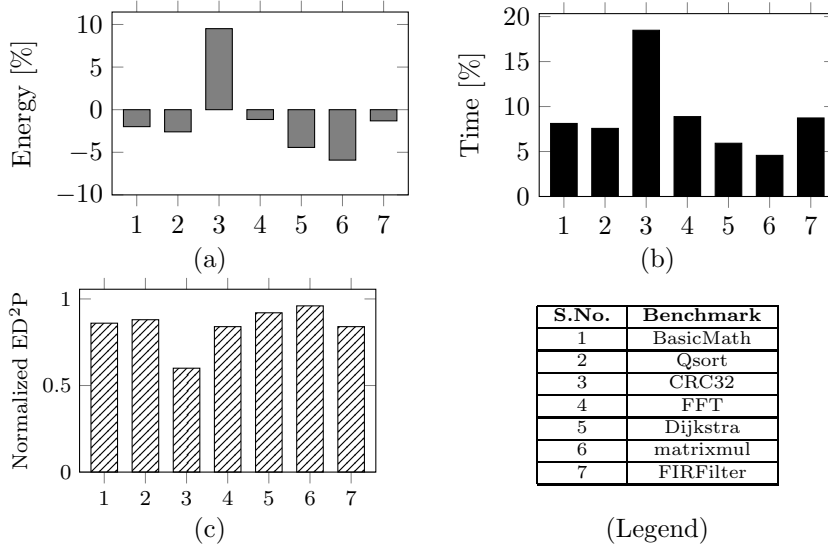 Energy [%]
10
5
0
−5
−10
1 2 3 4 5 6 7
(a)
Time [%]
20
15
10
5
0
1 2 3 4 5 6 7
(b)
Normalized ED²P
1
0.5
0
1 2 3 4 5 6 7
(c)
S.No. Benchmark
1 BasicMath
2 Qsort
3 CRC32
4 FFT
5 Dijkstra
6 matrixmul
7 FIRFilter
(Legend)